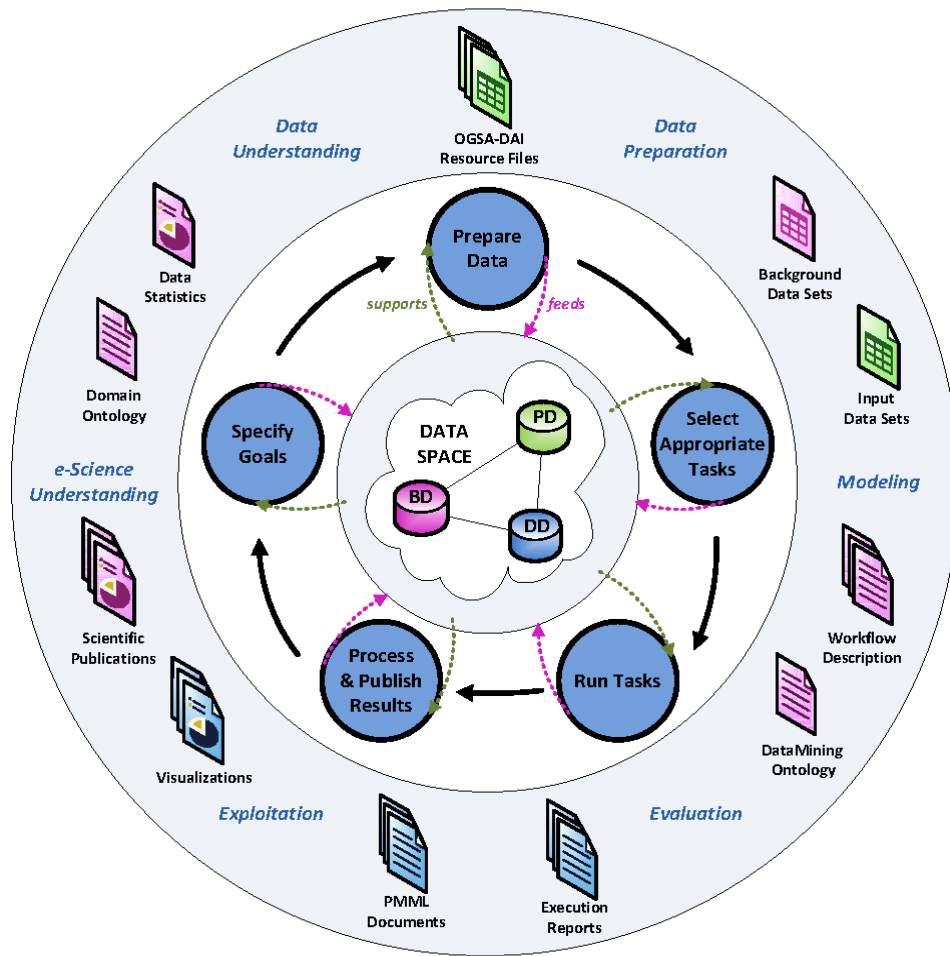 OGSA-DAI
Resource Files
Data
Understanding
Data
Preparation
Data
Statistics
Background
Data Sets
Prepare
Data
supports
feeds
Domain
Ontology
Input
Data Sets
Specify
Goals
DATA
SPACE
PD
BD
DD
Select
Appropriate
Tasks
e-Science
Understanding
Modeling
Scientific
Publications
Workflow
Description
Process
& Publish
Results
Run Tasks
Visualizations
DataMining
Ontology
Exploitation
Evaluation
PMML
Documents
Execution
Reports